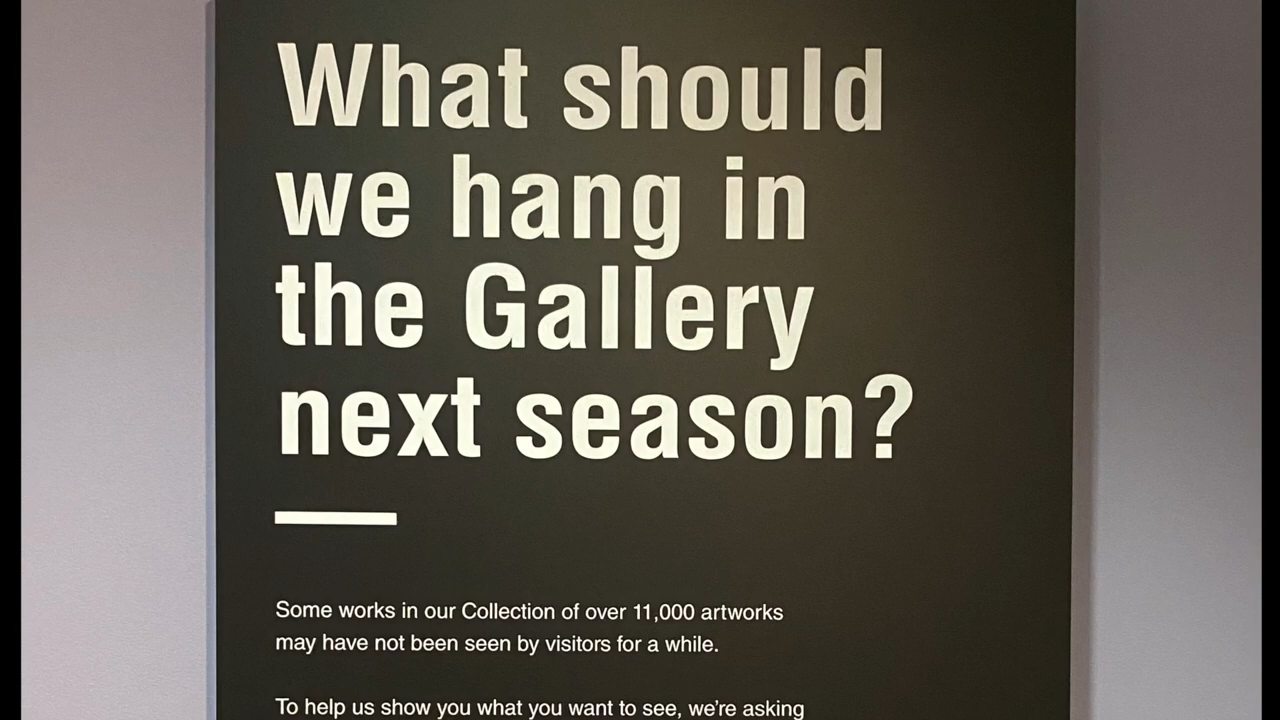 What should
we hang in
the Gallery
next season?
Some works in our Collection of over 11,000 artworks
may have not been seen by visitors for a while.
To help us show you what you want to see, we're asking